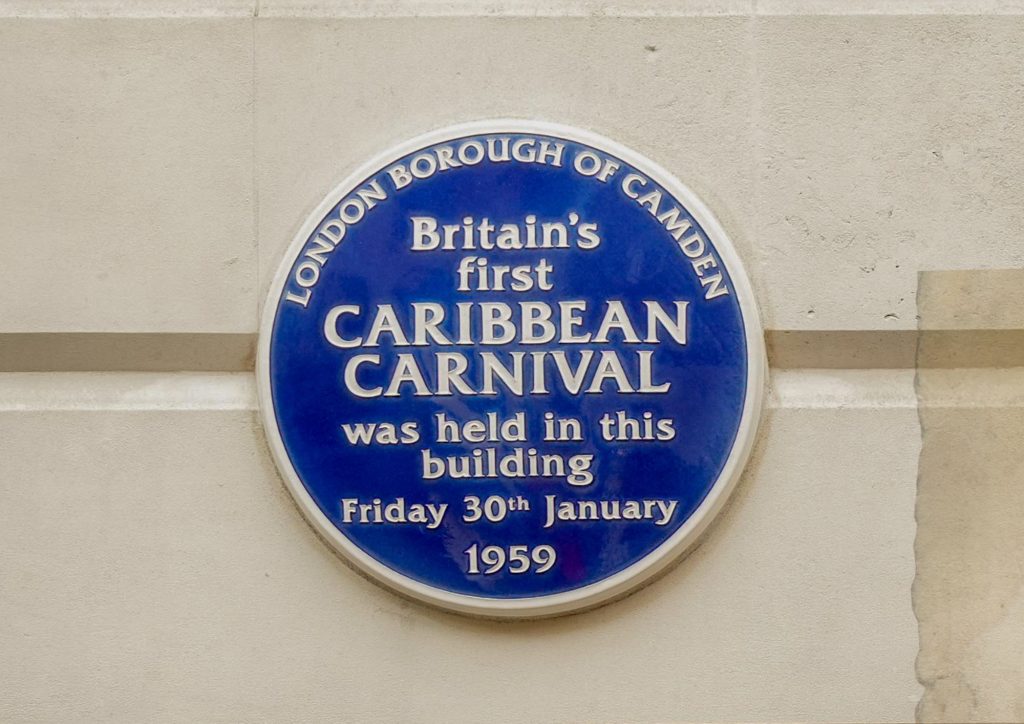 LONDON BOROUGH OF CAMDEN
Britain's
first
CARIBBEAN
CARNIVAL
was held in this
building
Friday 30th January
1959